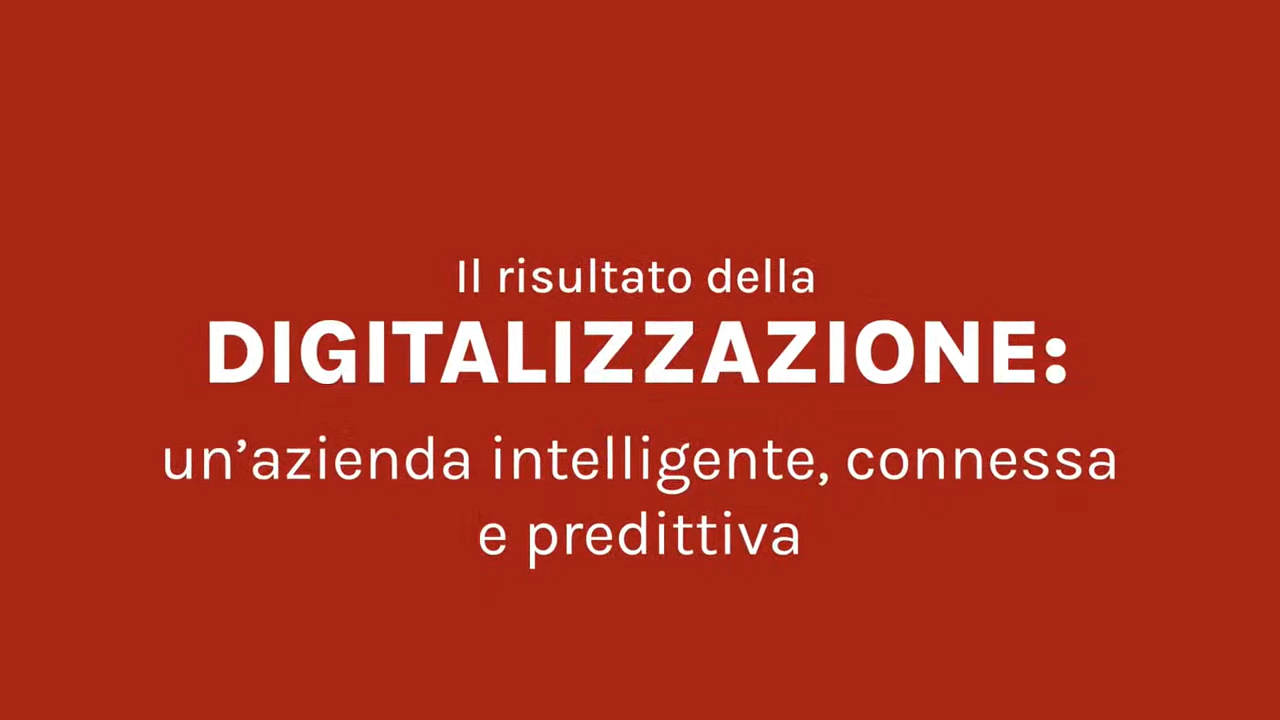 Il risultato della
DIGITALIZZAZIONE:
un’azienda intelligente, connessa
e predittiva